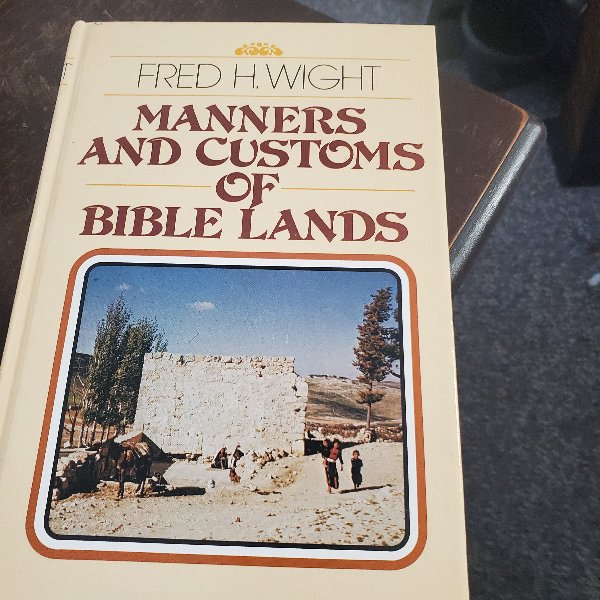 FRED H. WIGHT
MANNERS
AND CUSTOMS
OF
BIBLE LANDS